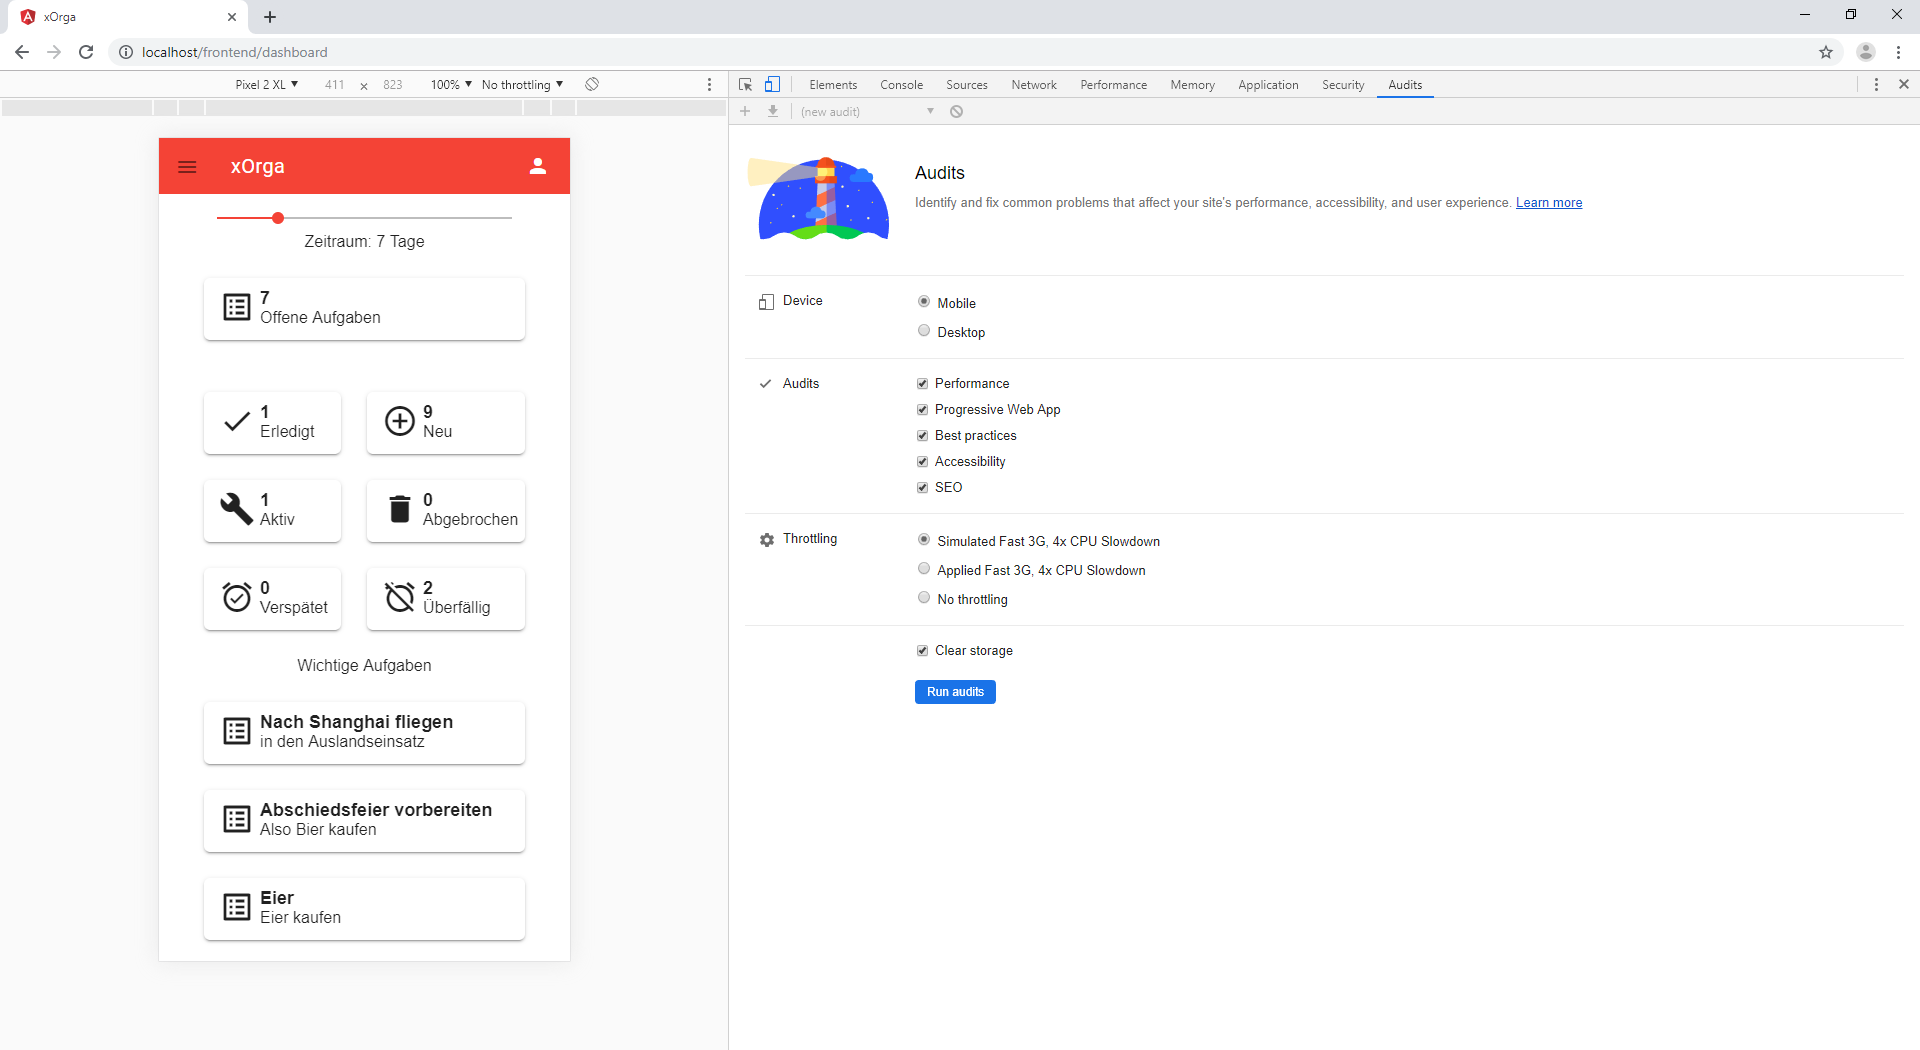 xOrga
localhost/frontend/dashboard
Pixel 2 XL 411 x 823 100% No throttling
Elements Console Sources Network Performance Memory Application Security Audits
(new audit)
xOrga
Zeitraum: 7 Tage
7
Offene Aufgaben
1
Erledigt
9
Neu
1
Aktiv
0
Abgebrochen
0
Verspätet
2
Überfällig
Wichtige Aufgaben
Nach Shanghai fliegen
in den Auslandseinsatz
Abschiedsfeier vorbereiten
Also Bier kaufen
Eier
Eier kaufen
Audits
Identify and fix common problems that affect your site's performance, accessibility, and user experience. Learn more
Device
Mobile
Desktop
Audits
Performance
Progressive Web App
Best practices
Accessibility
SEO
Throttling
Simulated Fast 3G, 4x CPU Slowdown
Applied Fast 3G, 4x CPU Slowdown
No throttling
Clear storage
Run audits